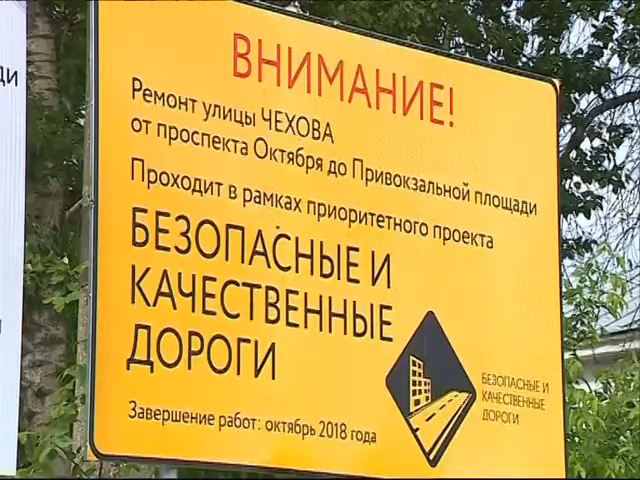 ВНИМАНИЕ!
Ремонт улицы ЧЕХОВА
от проспекта Октября до Привокзальной площади
Проходит в рамках приоритетного проекта
БЕЗОПАСНЫЕ И
КАЧЕСТВЕННЫЕ
ДОРОГИ
Завершение работ: октябрь 2018 года
БЕЗОПАСНЫЕ И
КАЧЕСТВЕННЫЕ
ДОРОГИ